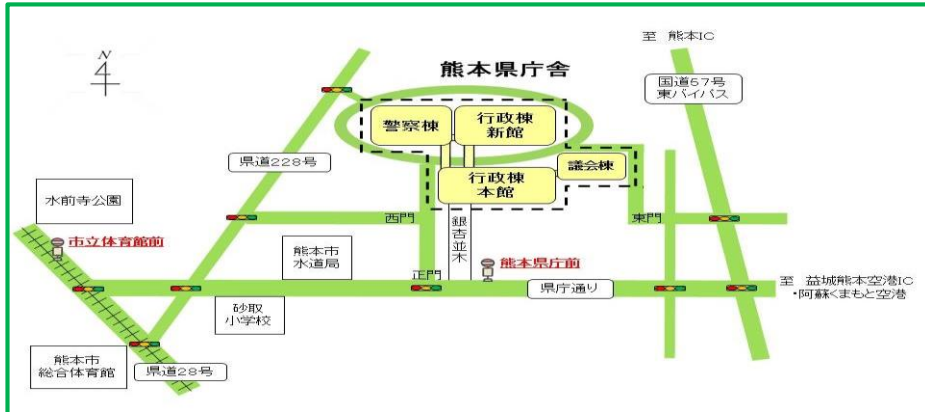 N
至 熊本IC
熊本県庁舎
国道57号
東バイパス
警察棟
行政棟
新館
県道228号
議会棟
行政棟
本館
水前寺公園
西門
銀杏並木
東門
市立体育館前
熊本市
水道局
熊本県庁前
正門
至 益城熊本空港IC
・阿蘇くまもと空港
県庁通り
砂取
小学校
熊本市
総合体育館
県道28号